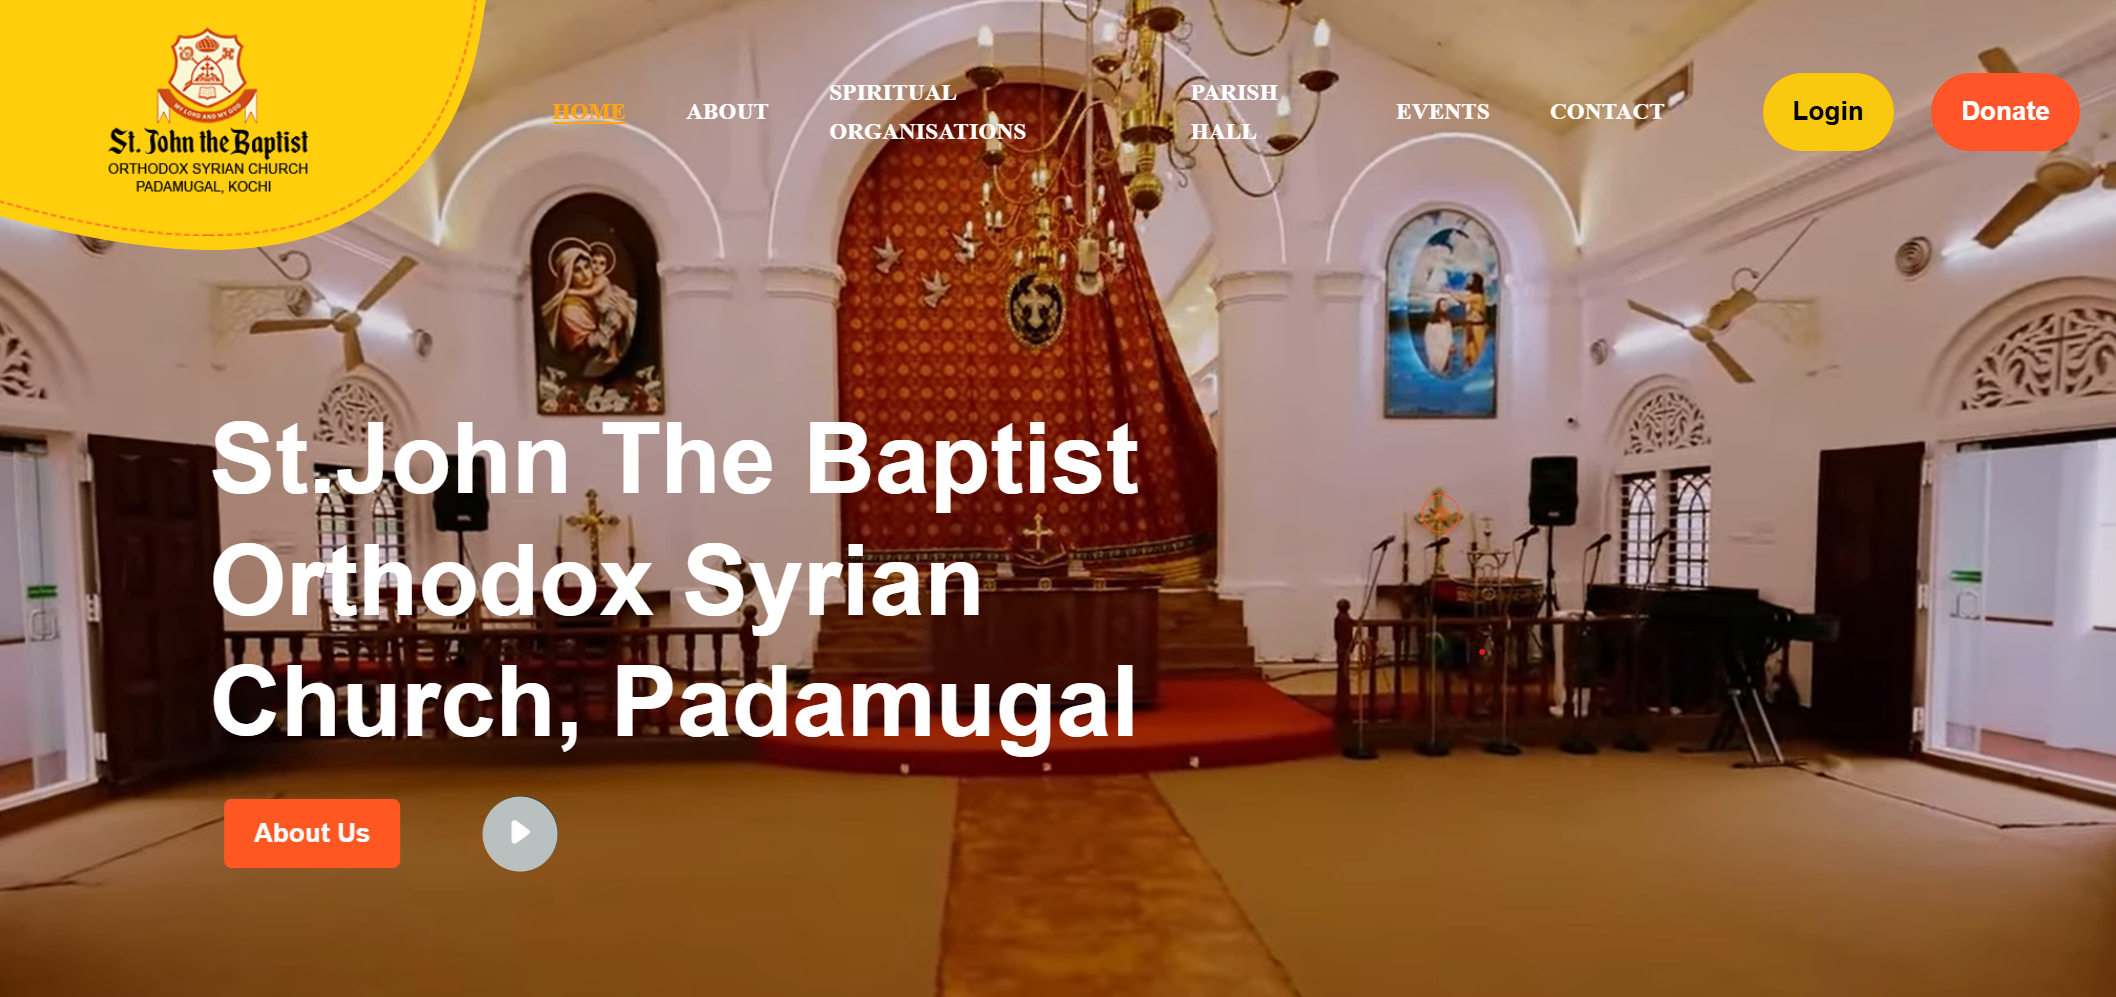 MY LORD AND MY GOD
St. John the Baptist
ORTHODOX SYRIAN CHURCH
PADAMUGAL, KOCHI
HOME
ABOUT
SPIRITUAL
ORGANISATIONS
PARISH
HALL
EVENTS
CONTACT
Login
Donate
St.John The Baptist
Orthodox Syrian
Church, Padamugal
About Us